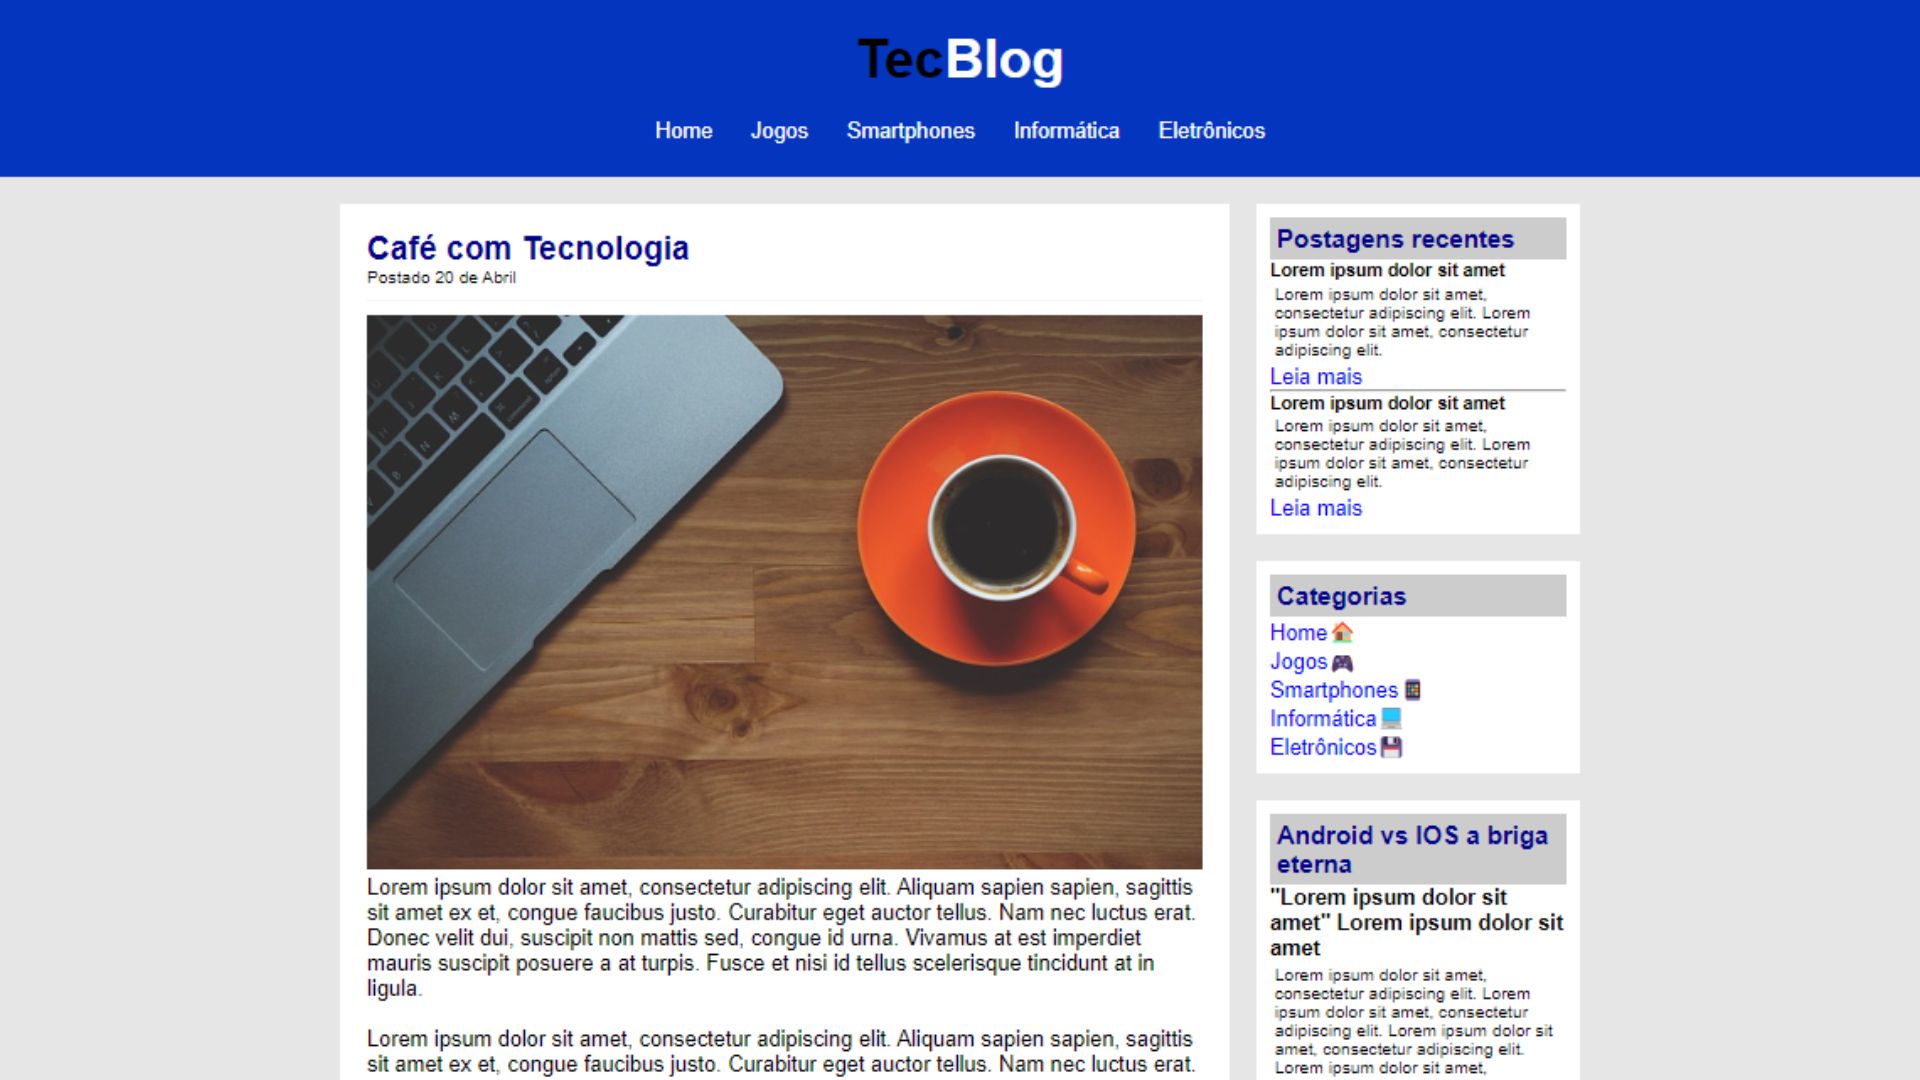 TecBlog
Home Jogos Smartphones Informática Eletrônicos
Café com Tecnologia
Postado 20 de Abril
command
option
Lorem ipsum dolor sit amet, consectetur adipiscing elit. Aliquam sapien sapien, sagittis
sit amet ex et, congue faucibus justo. Curabitur eget auctor tellus. Nam nec luctus erat.
Donec velit dui, suscipit non mattis sed, congue id urna. Vivamus at est imperdiet
mauris suscipit posuere a at turpis. Fusce et nisi id tellus scelerisque tincidunt at in
ligula.
Lorem ipsum dolor sit amet, consectetur adipiscing elit. Aliquam sapien sapien, sagittis
sit amet ex et, congue faucibus justo. Curabitur eget auctor tellus. Nam nec luctus erat.
Postagens recentes
Lorem ipsum dolor sit amet
Lorem ipsum dolor sit amet,
consectetur adipiscing elit. Lorem
ipsum dolor sit amet, consectetur
adipiscing elit.
Leia mais
Lorem ipsum dolor sit amet
Lorem ipsum dolor sit amet,
consectetur adipiscing elit. Lorem
ipsum dolor sit amet, consectetur
adipiscing elit.
Leia mais
Categorias
Home
Jogos
Smartphones
Informática
Eletrônicos
Android vs IOS a briga
eterna
"Lorem ipsum dolor sit
amet" Lorem ipsum dolor sit
amet
Lorem ipsum dolor sit amet,
consectetur adipiscing elit. Lorem
ipsum dolor sit amet, consectetur
adipiscing elit. Lorem ipsum dolor sit
amet, consectetur adipiscing elit.
Lorem ipsum dolor sit amet,